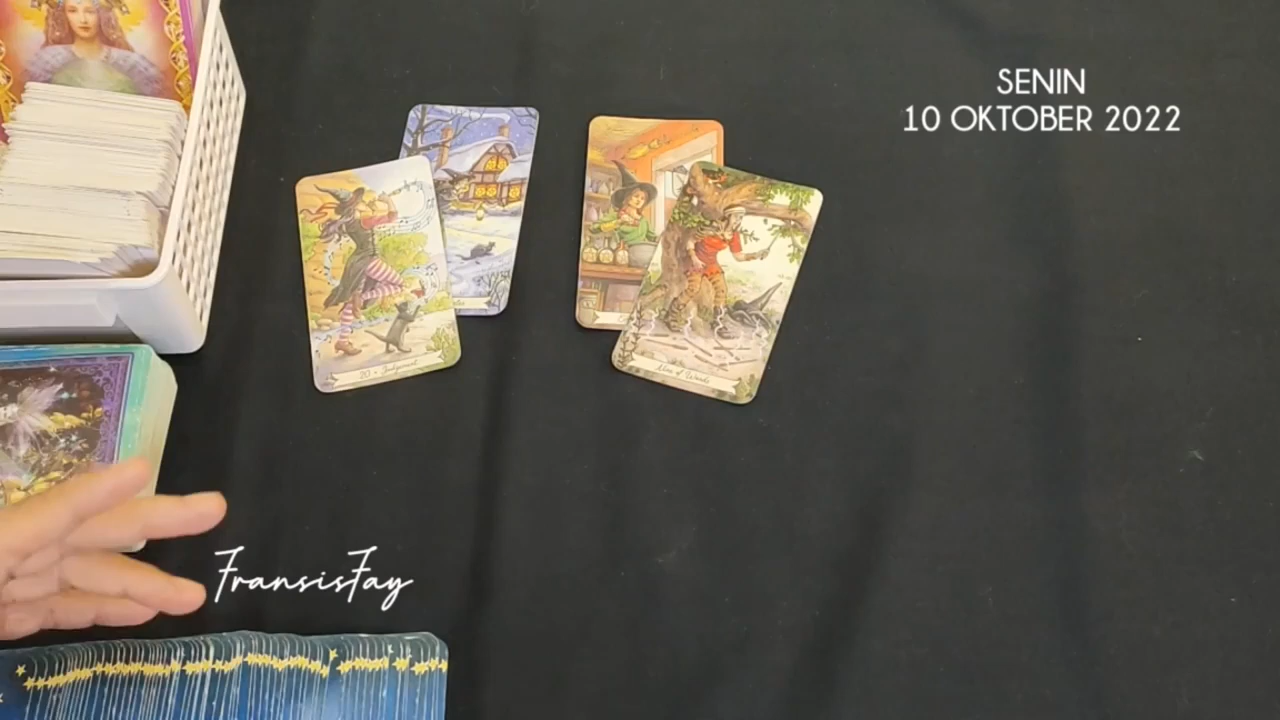 SENIN
10 OKTOBER 2022
20 • Judgement
Nine of Wands
FransisFay